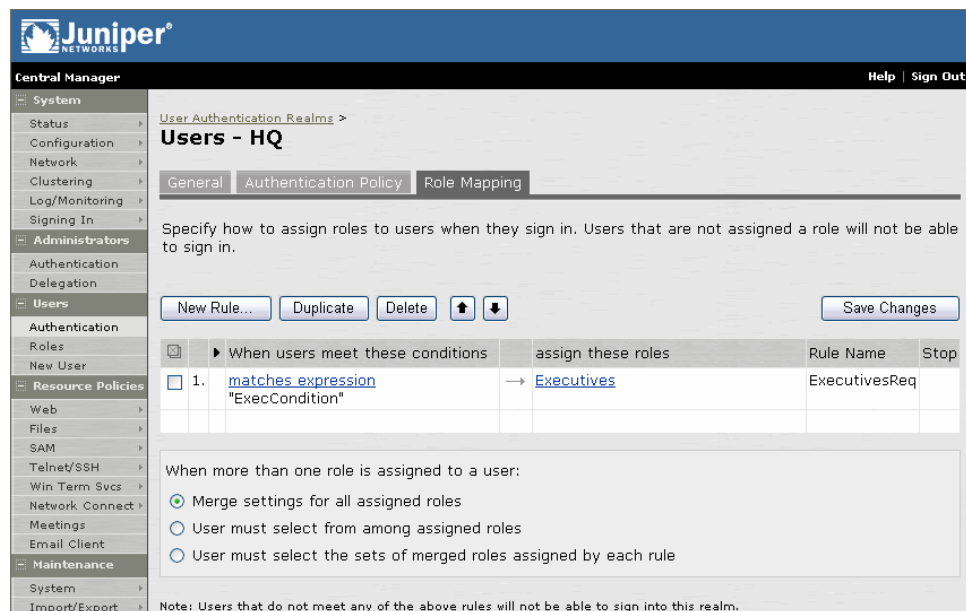 Juniper®
NETWORKS
Central Manager
Help | Sign Out
System
Status
Configuration
Network
Clustering
Log/Monitoring
Signing In
Administrators
Authentication
Delegation
Users
Authentication
Roles
New User
Resource Policies
Web
Files
SAM
Telnet/SSH
Win Term Svcs
Network Connect
Meetings
Email Client
Maintenance
System
Import/Export
User Authentication Realms >
Users - HQ
General
Authentication Policy
Role Mapping
Specify how to assign roles to users when they sign in. Users that are not assigned a role will not be able
to sign in.
New Rule...
Duplicate
Delete
Save Changes
When users meet these conditions
assign these roles
Rule Name
Stop
1.
matches expression
"ExecCondition"
Executives
ExecutivesReq
When more than one role is assigned to a user:
Merge settings for all assigned roles
User must select from among assigned roles
User must select the sets of merged roles assigned by each rule
Note: Users that do not meet any of the above rules will not be able to sign into this realm.